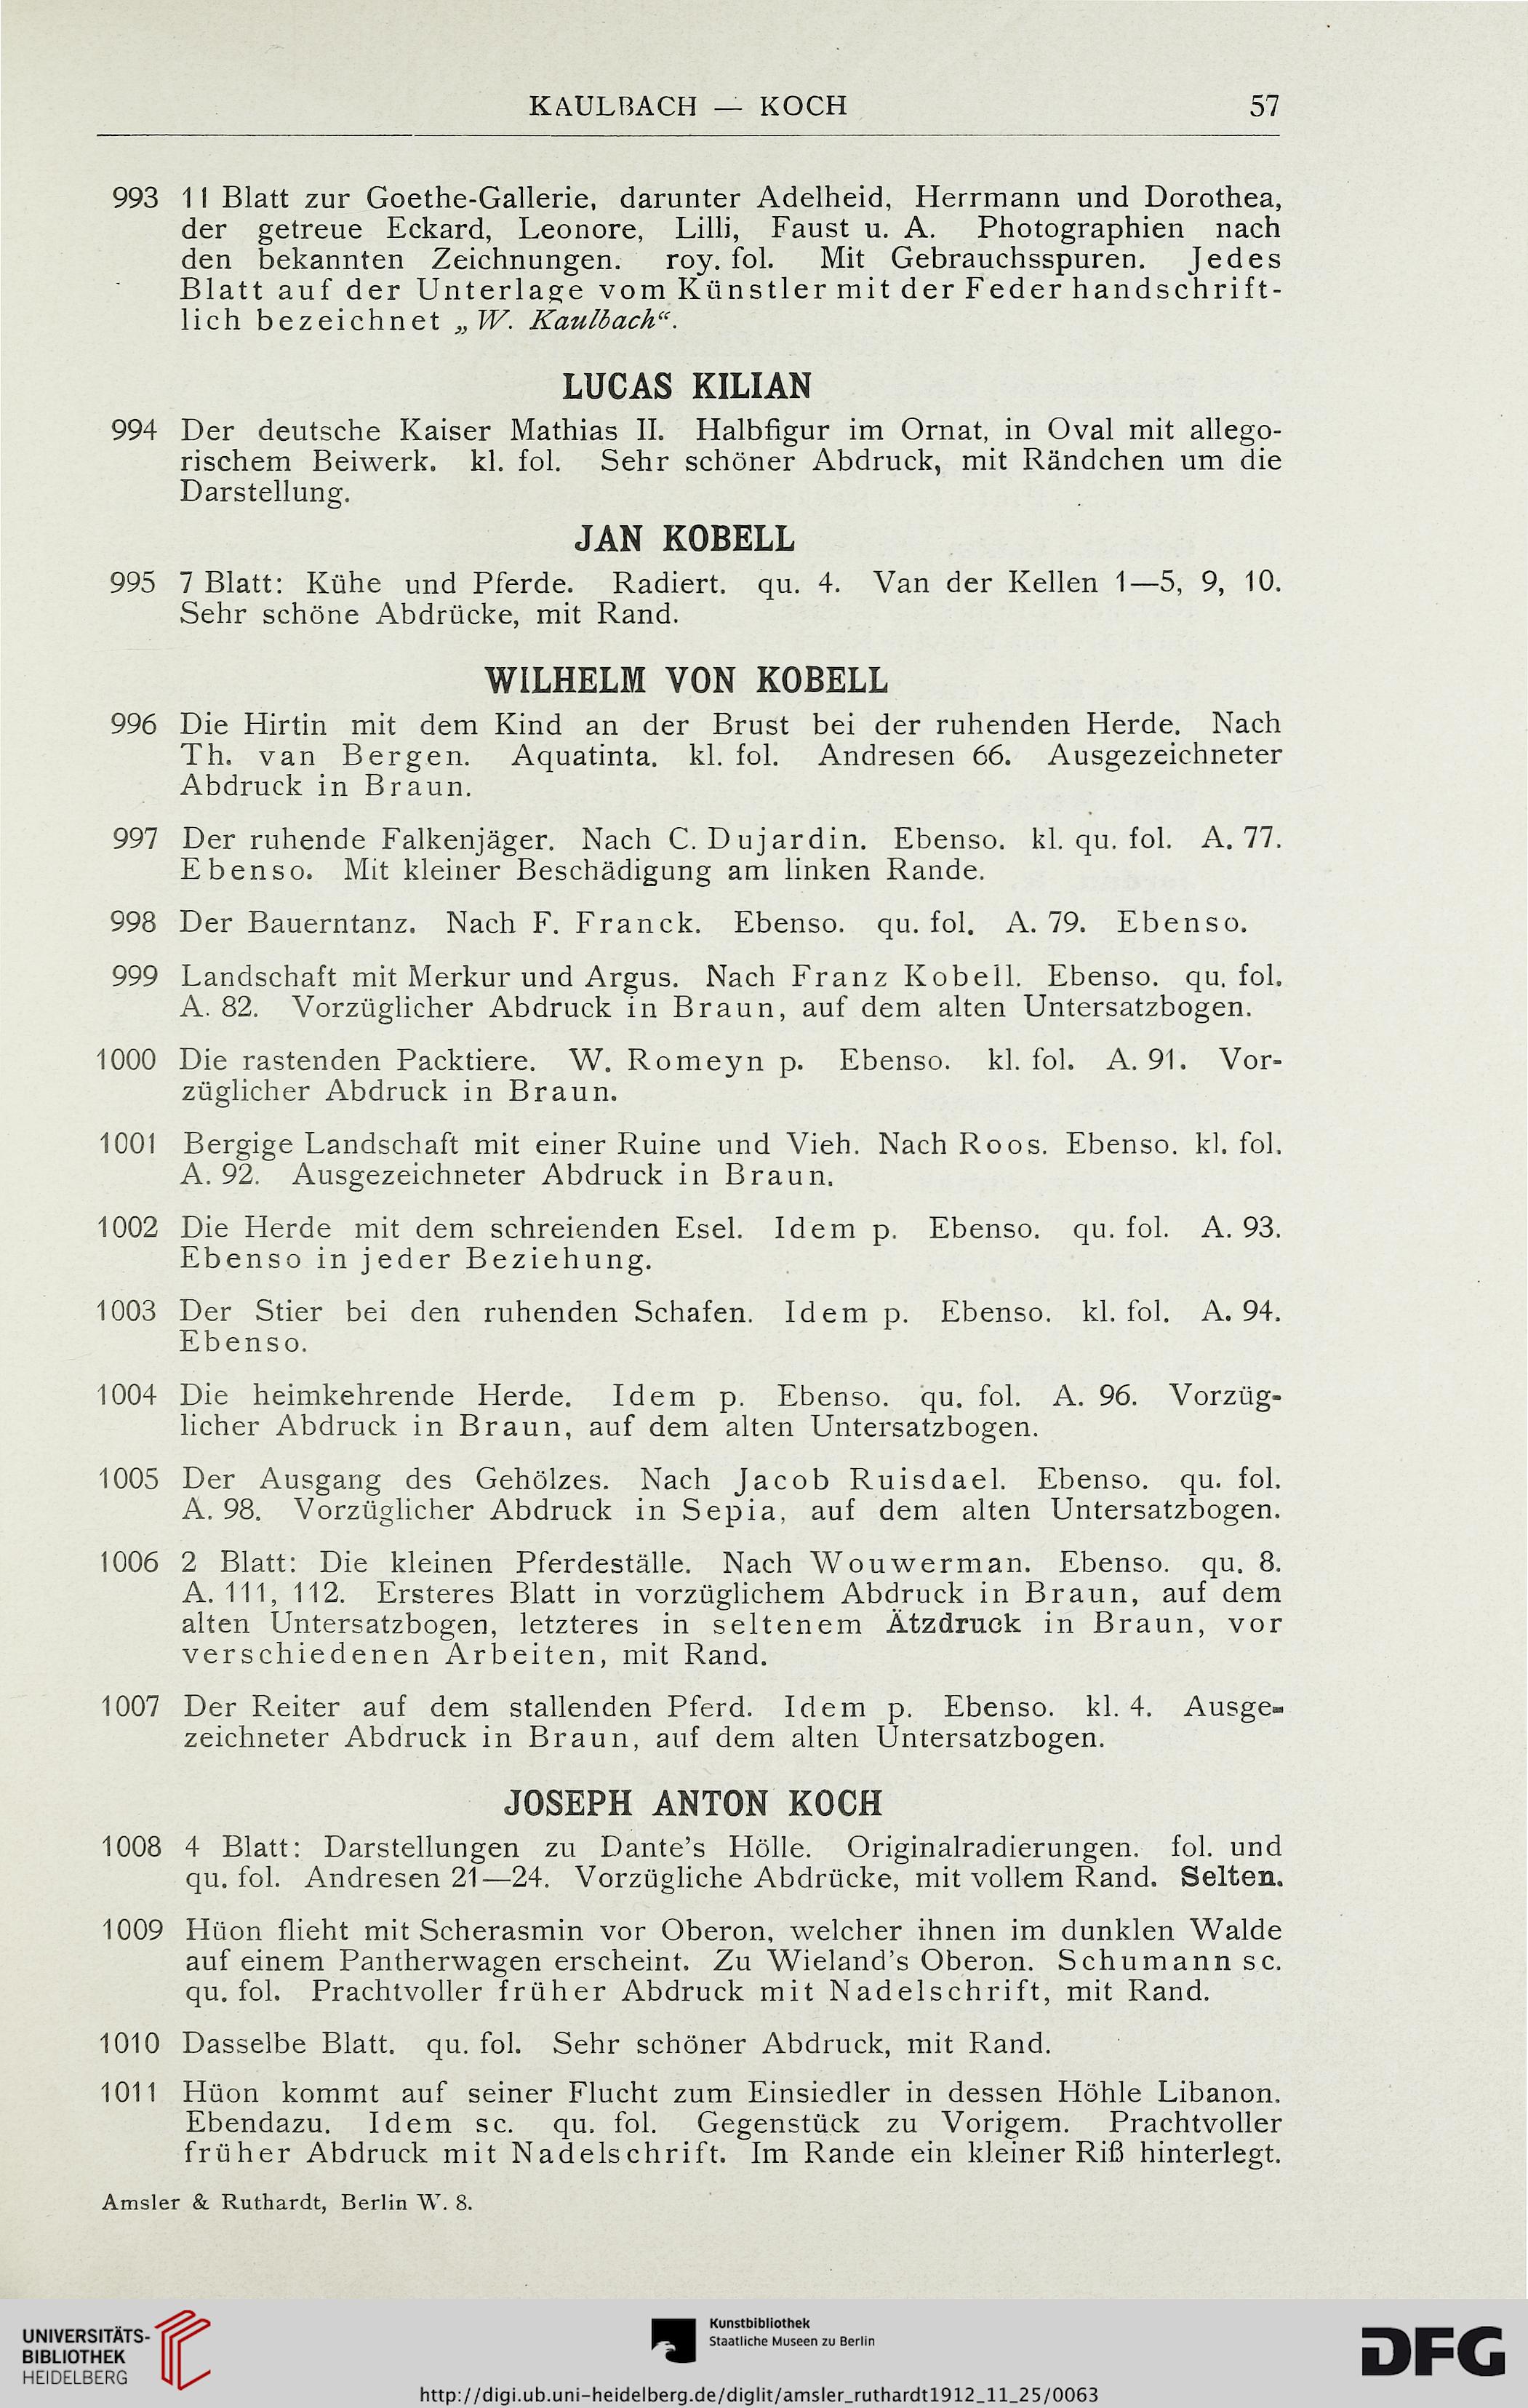 KAULBACH — KOCH 57
993 11 Blatt zur Goethe-Gallerie, darunter Adelheid, Herrmann und Dorothea,
der getreue Eckard, Leonore, Lilli, Faust u. A. Photographien nach
den bekannten Zeichnungen. roy. fol. Mit Gebrauchsspuren. Jedes
Blatt auf der Unterlage vom Künstler mit der Feder handschrift-
lich bezeichnet „W. Kaulbach“.
LUCAS KILIAN
994 Der deutsche Kaiser Mathias II. Halbfigur im Ornat, in Oval mit allego-
rischem Beiwerk. kl. fol. Sehr schöner Abdruck, mit Rändchen um die
Darstellung.
JAN KOBELL
995 7 Blatt: Kühe und Pferde. Radiert. qu. 4. Van der Kellen 1—5, 9, 10.
Sehr schöne Abdrücke, mit Rand.
WILHELM VON KOBELL
996 Die Hirtin mit dem Kind an der Brust bei der ruhenden Herde. Nach
Th. van Bergen. Aquatinta. kl. fol. Andresen 66. Ausgezeichneter
Abdruck in Braun.
997 Der ruhende Falkenjäger. Nach C. Dujardin. Ebenso. kl. qu. fol. A. 77.
Ebenso. Mit kleiner Beschädigung am linken Rande.
998 Der Bauerntanz. Nach F. Franck. Ebenso. qu. fol. A. 79. Ebenso.
999 Landschaft mit Merkur und Argus. Nach Franz Kobell. Ebenso. qu. fol.
A. 82. Vorzüglicher Abdruck in Braun, auf dem alten Untersatzbogen.
1000 Die rastenden Packtiere. W. Romeyn p. Ebenso. kl. fol. A. 91. Vor-
züglicher Abdruck in Braun.
1001 Bergige Landschaft mit einer Ruine und Vieh. Nach Roos. Ebenso. kl. fol.
A. 92. Ausgezeichneter Abdruck in Braun.
1002 Die Herde mit dem schreienden Esel. Idem p. Ebenso. qu. fol. A. 93.
Ebenso in jeder Beziehung.
1003 Der Stier bei den ruhenden Schafen. Idem p. Ebenso. kl. fol. A. 94.
Ebenso.
1004 Die heimkehrende Herde. Idem p. Ebenso. qu. fol. A. 96. Vorzüg-
licher Abdruck in Braun, auf dem alten Untersatzbogen.
1005 Der Ausgang des Gehölzes. Nach Jacob Ruisdael. Ebenso. qu. fol.
A. 98. Vorzüglicher Abdruck in Sepia, auf dem alten Untersatzbogen.
1006 2 Blatt: Die kleinen Pferdeställe. Nach Wouwerman. Ebenso. qu. 8.
A. 111, 112. Ersteres Blatt in vorzüglichem Abdruck in Braun, auf dem
alten Untersatzbogen, letzteres in seltenem Ätzdruck in Braun, vor
verschiedenen Arbeiten, mit Rand.
1007 Der Reiter auf dem stallenden Pferd. Idem p. Ebenso. kl. 4. Ausge-
zeichneter Abdruck in Braun, auf dem alten Untersatzbogen.
JOSEPH ANTON KOCH
1008 4 Blatt: Darstellungen zu Dante’s Hölle. Originalradierungen. fol. und
qu. fol. Andresen 21—24. Vorzügliche Abdrücke, mit vollem Rand. Selten.
1009 Hüon flieht mit Scherasmin vor Oberon, welcher ihnen im dunklen Walde
auf einem Pantherwagen erscheint. Zu Wieland’s Oberon. Schumann sc.
qu. fol. Prachtvoller früher Abdruck mit Nadelschrift, mit Rand.
1010 Dasselbe Blatt. qu. fol. Sehr schöner Abdruck, mit Rand.
1011 Hüon kommt auf seiner Flucht zum Einsiedler in dessen Höhle Libanon.
Ebendazu. Idem sc. qu. fol. Gegenstück zu Vorigem. Prachtvoller
früher Abdruck mit Nadelschrift. Im Rande ein kleiner Riß hinterlegt.
Amsler & Ruthardt, Berlin W. 8.
UNIVERSITÄTS-
BIBLIOTHEK
HEIDELBERG
Kunstbibliothek
Staatliche Museen zu Berlin
DFG
http://digi.ub.uni-heidelberg.de/diglit/amsler_ruthardt1912_11_25/0063